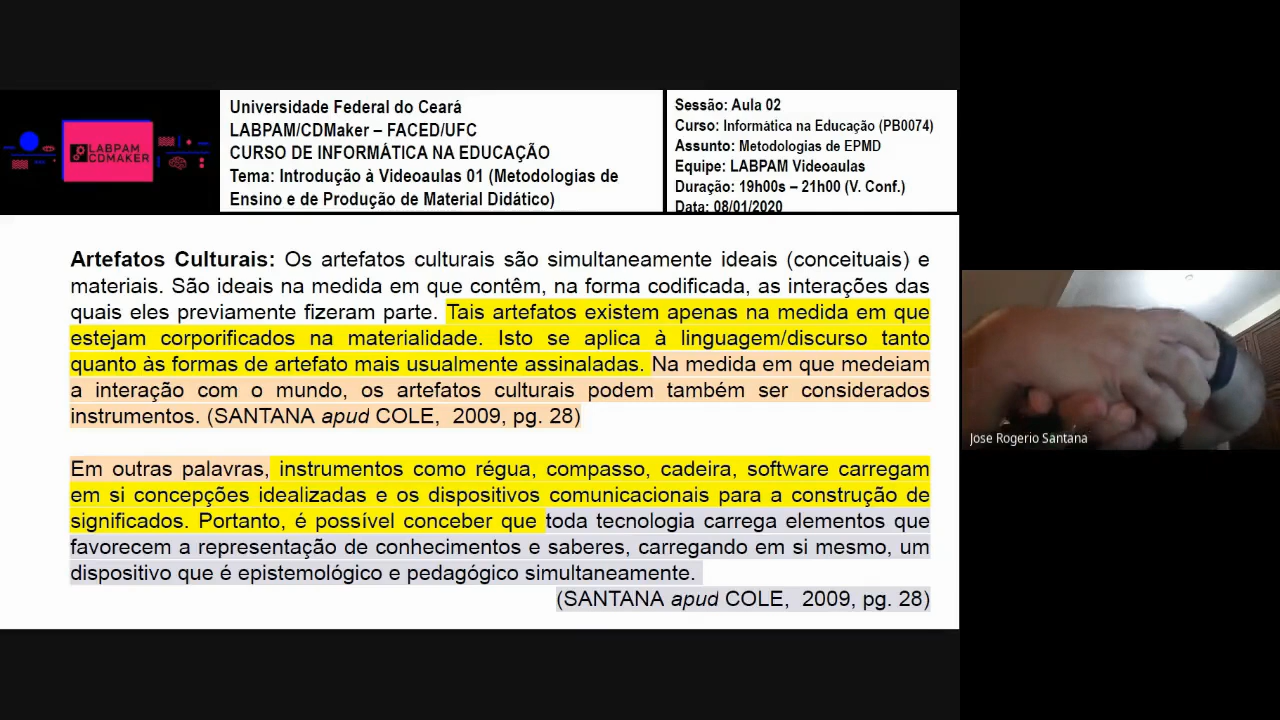 LABPAM
CDMAKER
Universidade Federal do Ceará
LABPAM/CDMaker – FACED/UFC
CURSO DE INFORMÁTICA NA EDUCAÇÃO
Tema: Introdução à Videoaulas 01 (Metodologias de
Ensino e de Produção de Material Didático)
Sessão: Aula 02
Curso: Informática na Educação (PB0074)
Assunto: Metodologias de EPMD
Equipe: LABPAM Videoaulas
Duração: 19h00s – 21h00 (V. Conf.)
Data: 08/01/2020
Artefatos Culturais: Os artefatos culturais são simultaneamente ideais (conceituais) e
materiais. São ideais na medida em que contêm, na forma codificada, as interações das
quais eles previamente fizeram parte. Tais artefatos existem apenas na medida em que
estejam corporificados na materialidade. Isto se aplica à linguagem/discurso tanto
quanto às formas de artefato mais usualmente assinaladas. Na medida em que medeiam
a interação com o mundo, os artefatos culturais podem também ser considerados
instrumentos. (SANTANA apud COLE, 2009, pg. 28)
Em outras palavras, instrumentos como régua, compasso, cadeira, software carregam
em si concepções idealizadas e os dispositivos comunicacionais para a construção de
significados. Portanto, é possível conceber que toda tecnologia carrega elementos que
favorecem a representação de conhecimentos e saberes, carregando em si mesmo, um
dispositivo que é epistemológico e pedagógico simultaneamente.
(SANTANA apud COLE, 2009, pg. 28)
Jose Rogerio Santana